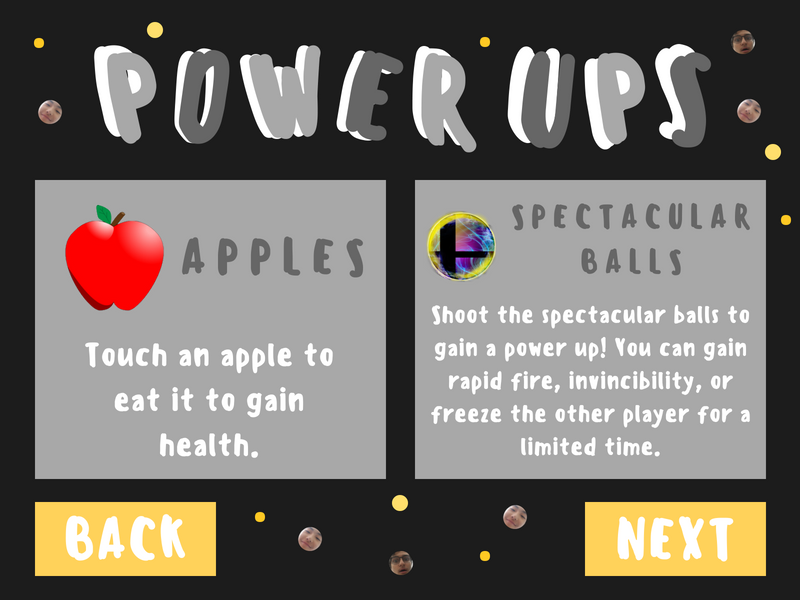 POWER UPS
APPLES
Touch an apple to
eat it to gain
health.
SPECTACULAR
BALLS
Shoot the spectacular balls to
gain a power up! You can gain
rapid fire, invincibility, or
freeze the other player for a
limited time.
BACK
NEXT